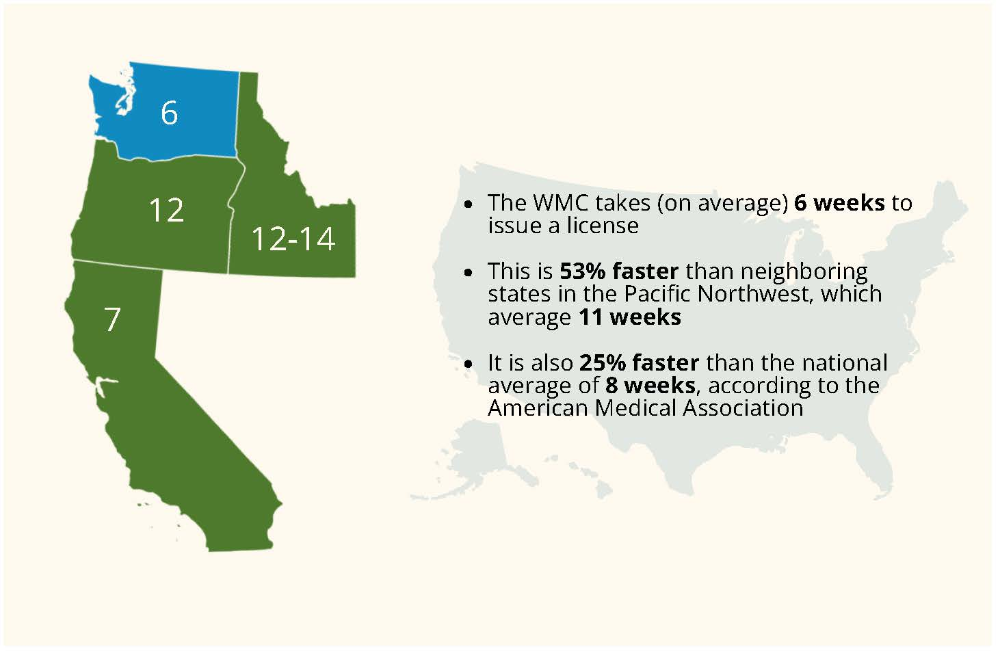 6
12
12-14
7
• The WMC takes (on average) 6 weeks to
issue a license
• This is 53% faster than neighboring
states in the Pacific Northwest, which
average 11 weeks
• It is also 25% faster than the national
average of 8 weeks, according to the
American Medical Association